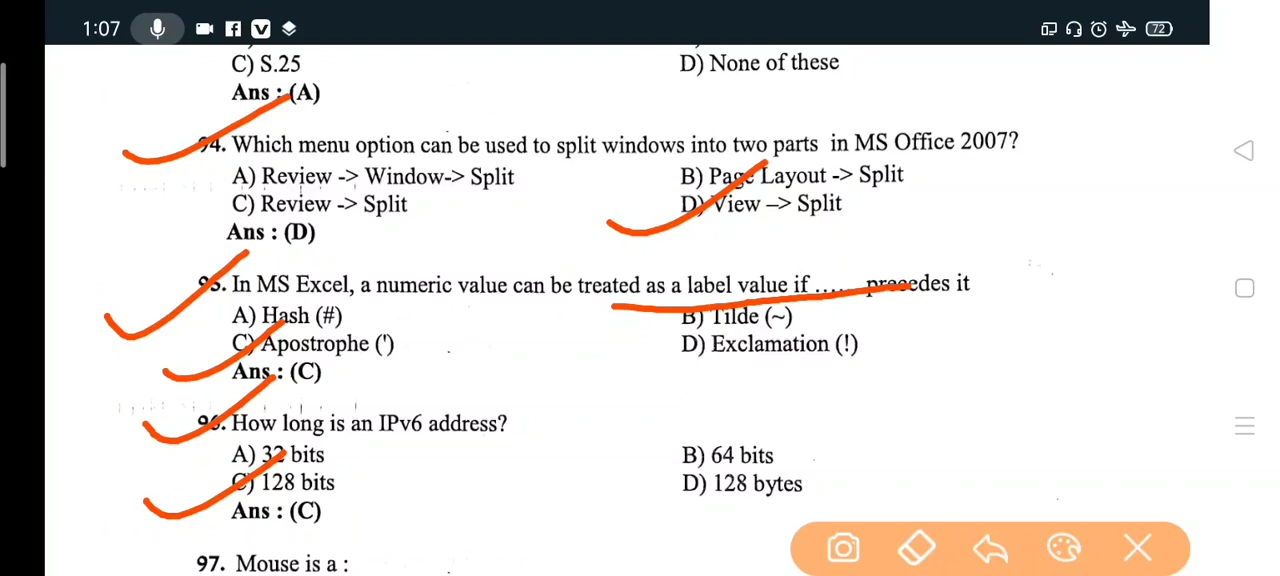 1:07 72
C) S.25 D) None of these
Ans : (A)
94. Which menu option can be used to split windows into two parts in MS Office 2007?
A) Review -> Window-> Split B) Page Layout -> Split
C) Review -> Split D) View –> Split
Ans : (D)
95. In MS Excel, a numeric value can be treated as a label value if ...... precedes it
A) Hash (#) B) Tilde (~)
C) Apostrophe (') D) Exclamation (!)
Ans : (C)
96. How long is an IPv6 address?
A) 32 bits B) 64 bits
C) 128 bits D) 128 bytes
Ans : (C)
97. Mouse is a :